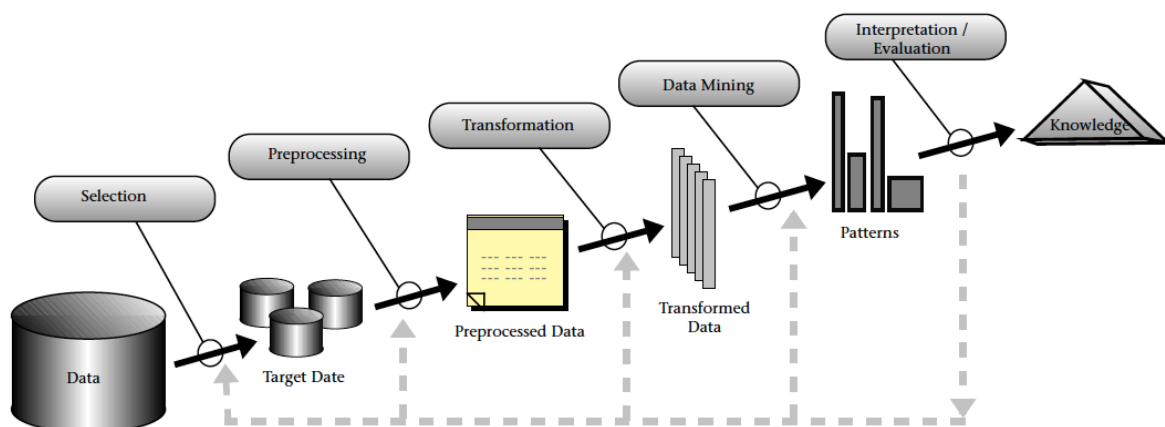 Interpretation /
Evaluation
Data Mining
Transformation
Preprocessing
Selection
Knowledge
Patterns
Transformed
Data
Preprocessed Data
Target Date
Data